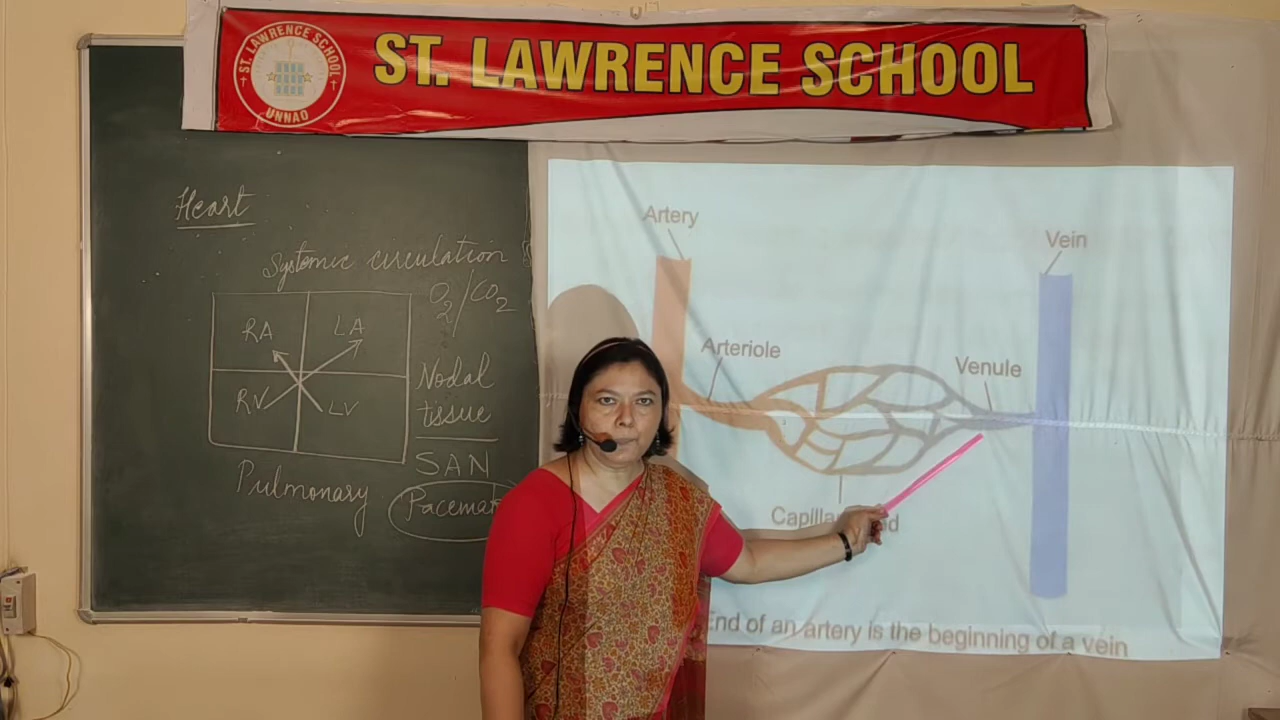 ST. LAWRENCE SCHOOL
UNNAO
ST. LAWRENCE SCHOOL
Heart
Systemic circulation
O2/CO2
RA
LA
RV
LV
Nodal
tissue
SAN
Pulmonary
Artery
Vein
Arteriole
Venule
End of an artery is the beginning of a vein